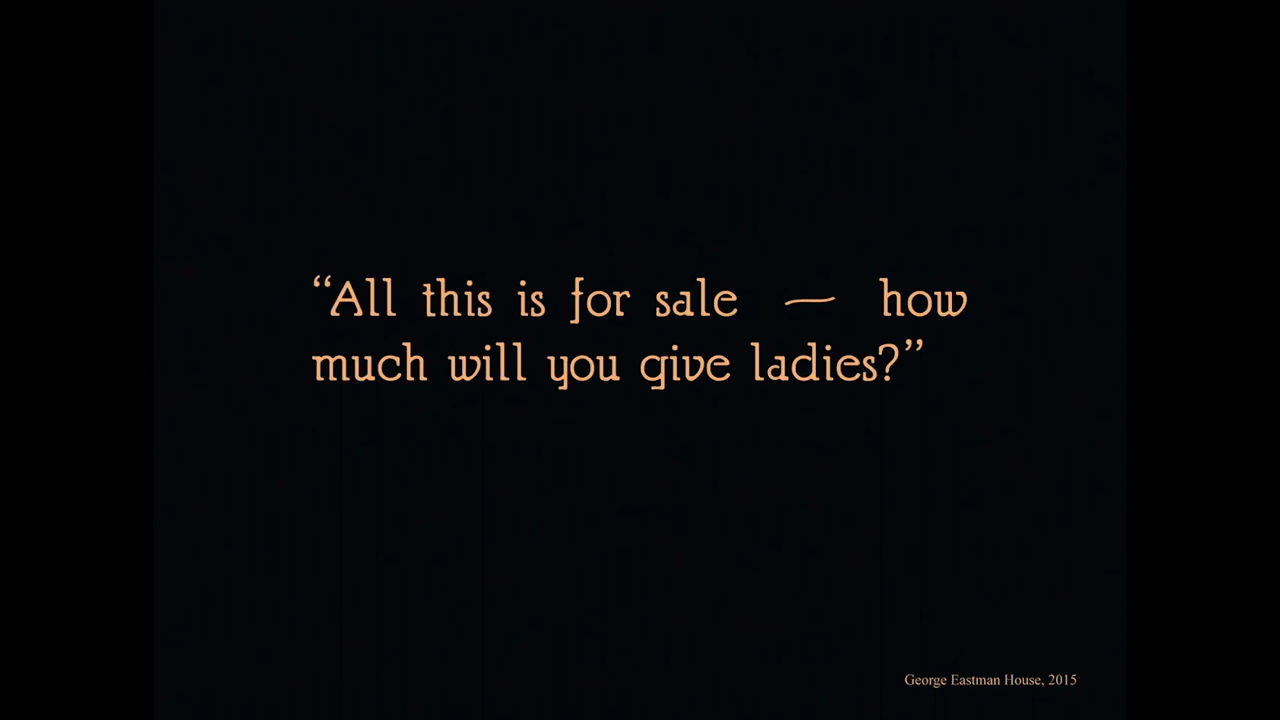 “All this is for sale — how
much will you give ladies?”
George Eastman House, 2015